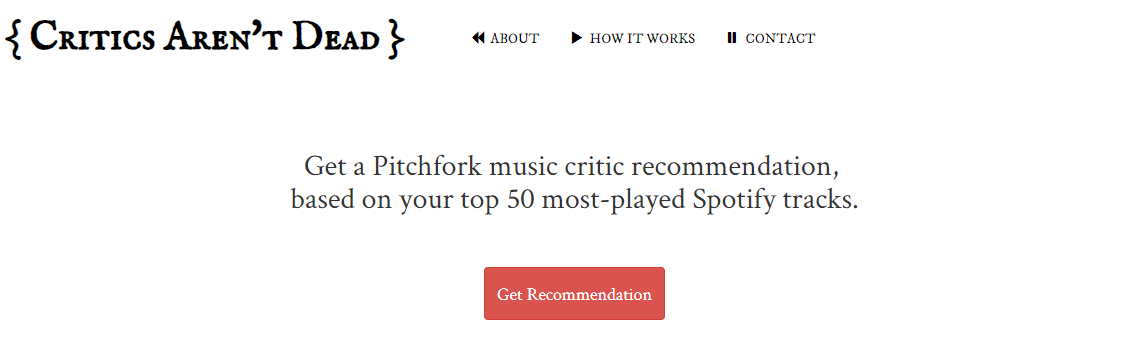 { Critics Aren't Dead }
ABOUT
HOW IT WORKS
CONTACT
Get a Pitchfork music critic recommendation,
based on your top 50 most-played Spotify tracks.
Get Recommendation